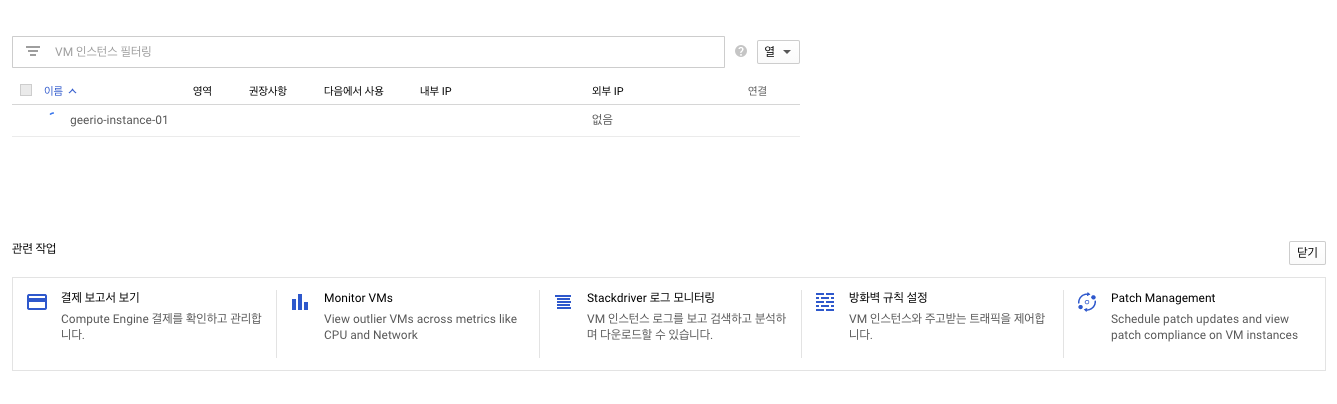 VM 인스턴스 필터링
열
이름 영역 권장사항 다음에서 사용 내부 IP 외부 IP 연결
geerio-instance-01 없음
관련 작업
닫기
결제 보고서 보기
Compute Engine 결제를 확인하고 관리합
니다.
Monitor VMs
View outlier VMs across metrics like
CPU and Network
Stackdriver 로그 모니터링
VM 인스턴스 로그를 보고 검색하고 분석하
며 다운로드할 수 있습니다.
방화벽 규칙 설정
VM 인스턴스와 주고받는 트래픽을 제어합
니다.
Patch Management
Schedule patch updates and view
patch compliance on VM instances